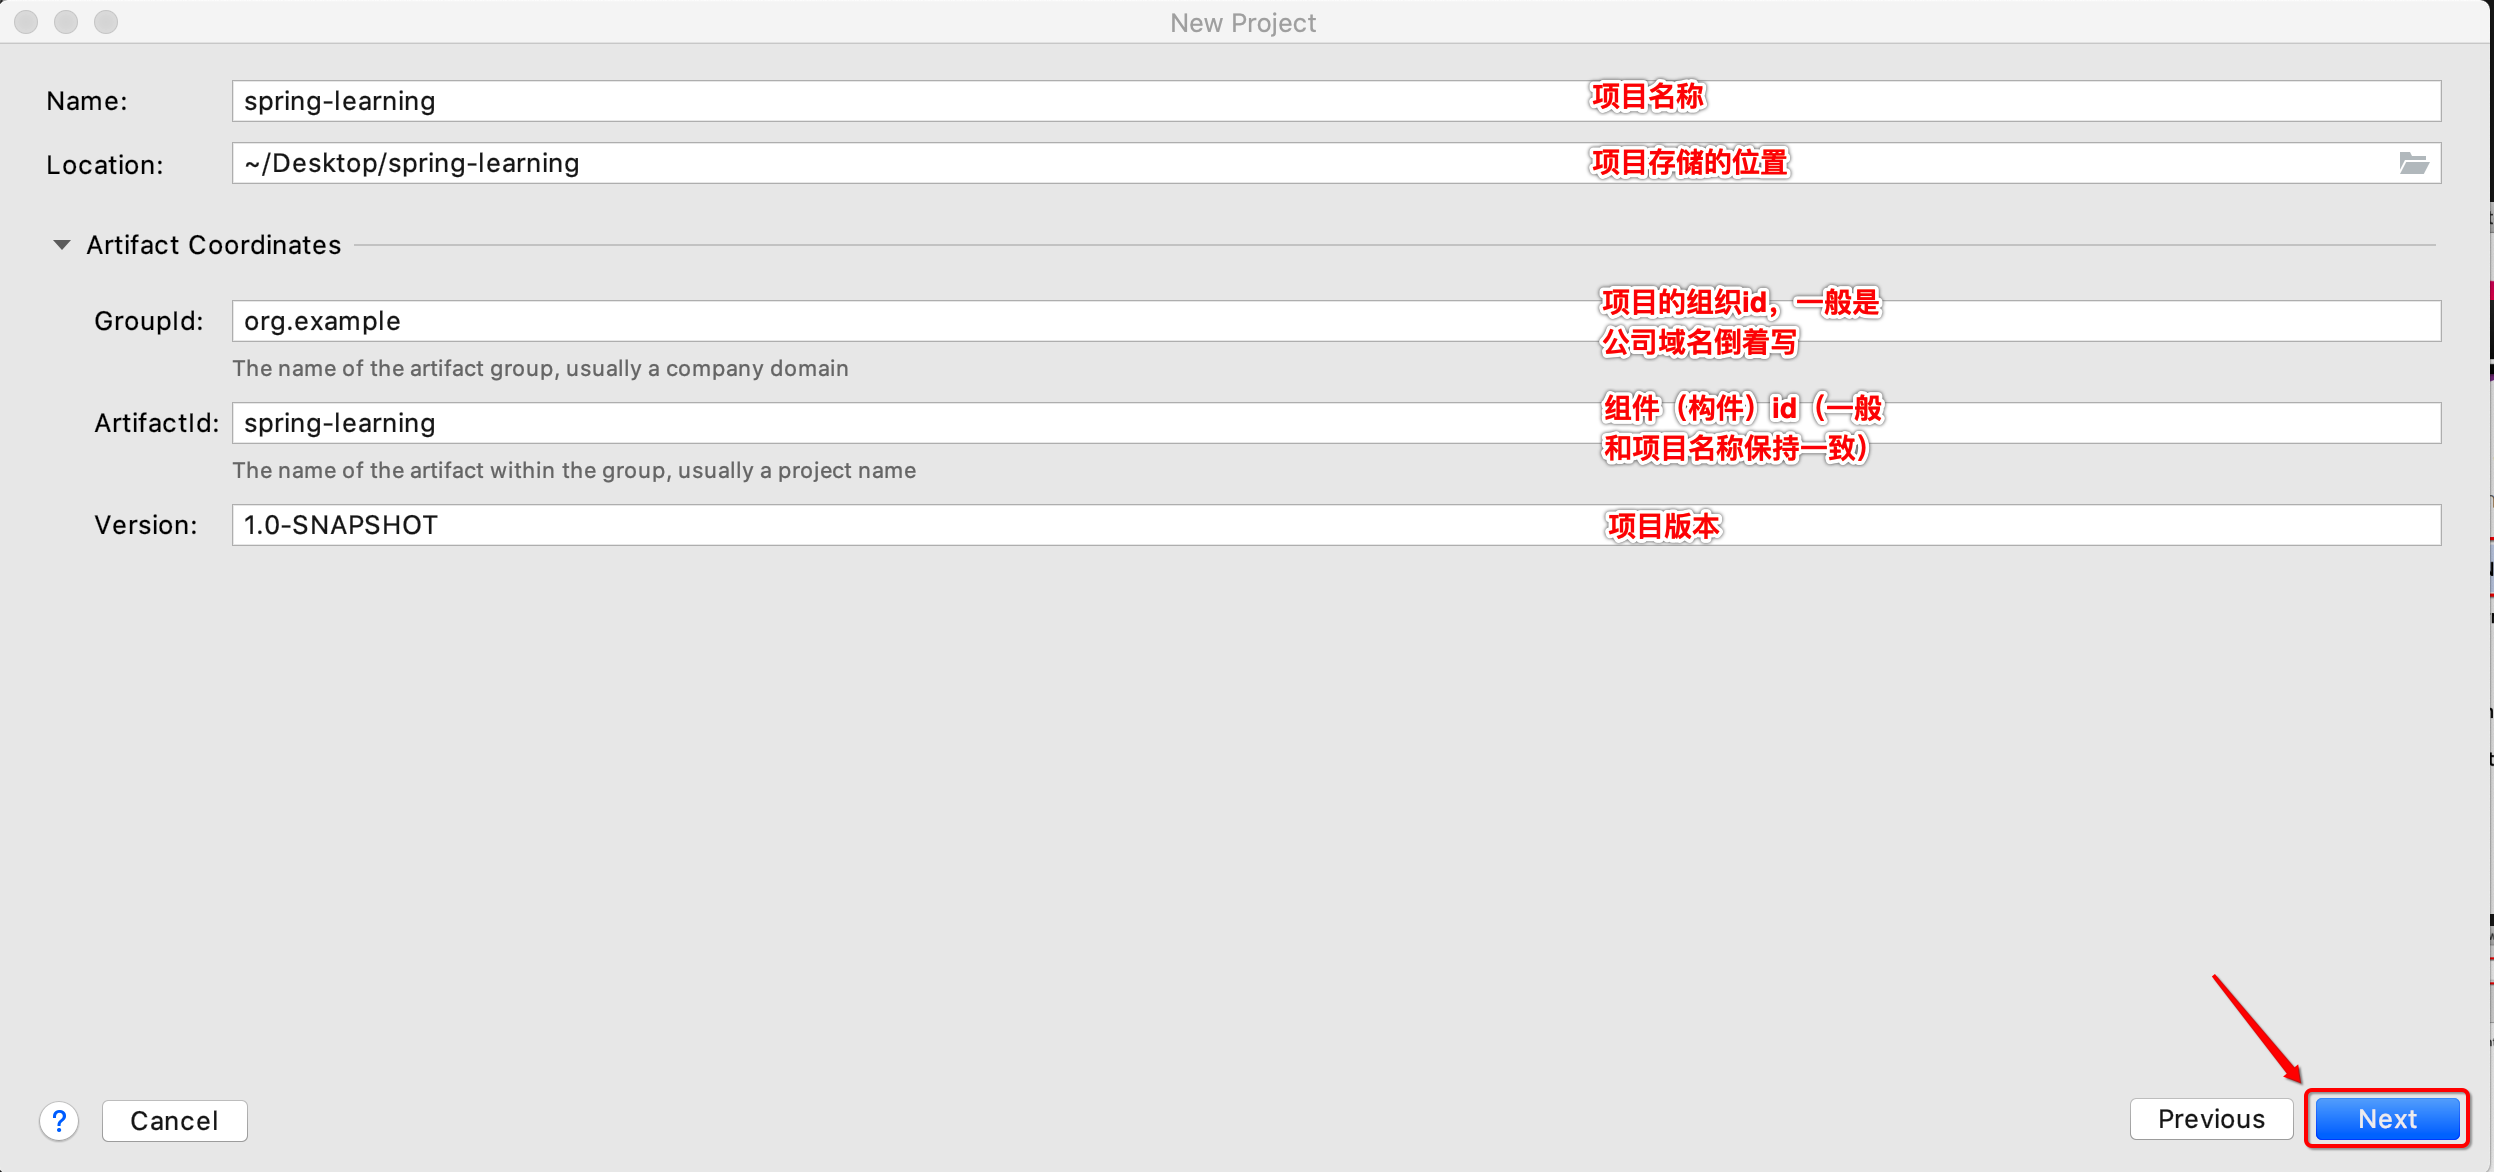 New Project
Name: spring-learning 项目名称
Location: ~/Desktop/spring-learning 项目存储的位置
Artifact Coordinates
项目的组织id，一般是
GroupId: org.example
公司域名倒着写
The name of the artifact group, usually a company domain
组件（构件）id（一般
ArtifactId: spring-learning
和项目名称保持一致）
The name of the artifact within the group, usually a project name
Version: 1.0-SNAPSHOT 项目版本
? Cancel Previous Next